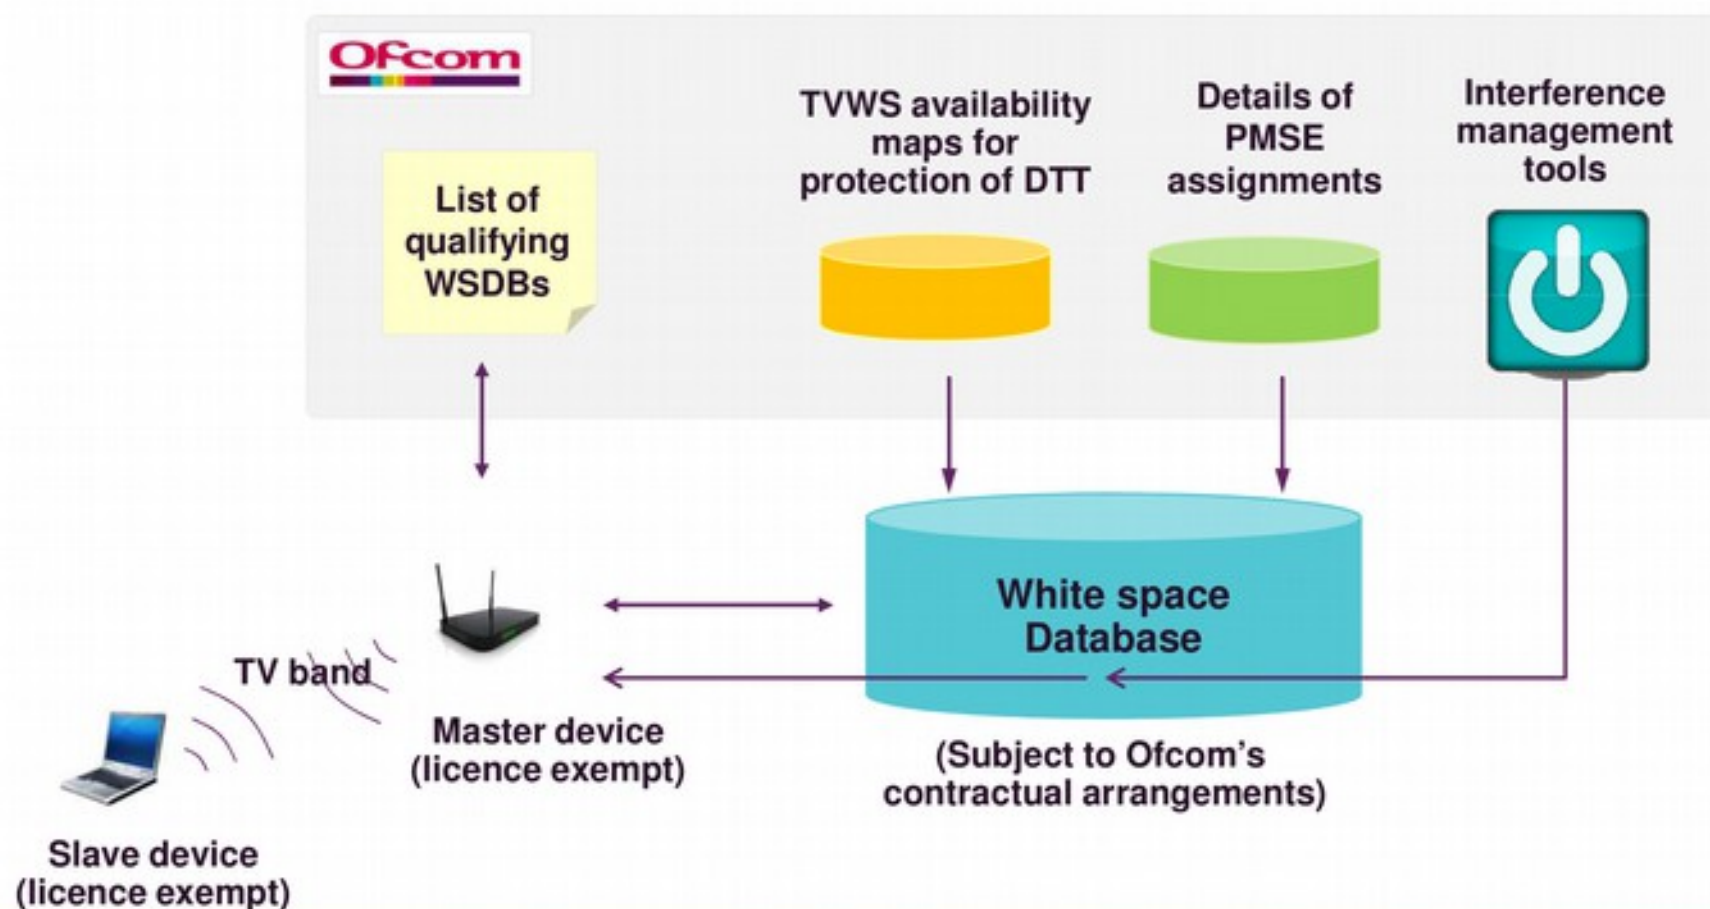 Ofcom
List of
qualifying
WSDBs
TVWS availability
maps for
protection of DTT
Details of
PMSE
assignments
Interference
management
tools
White space
Database
(Subject to Ofcom's
contractual arrangements)
TV band
Master device
(licence exempt)
Slave device
(licence exempt)